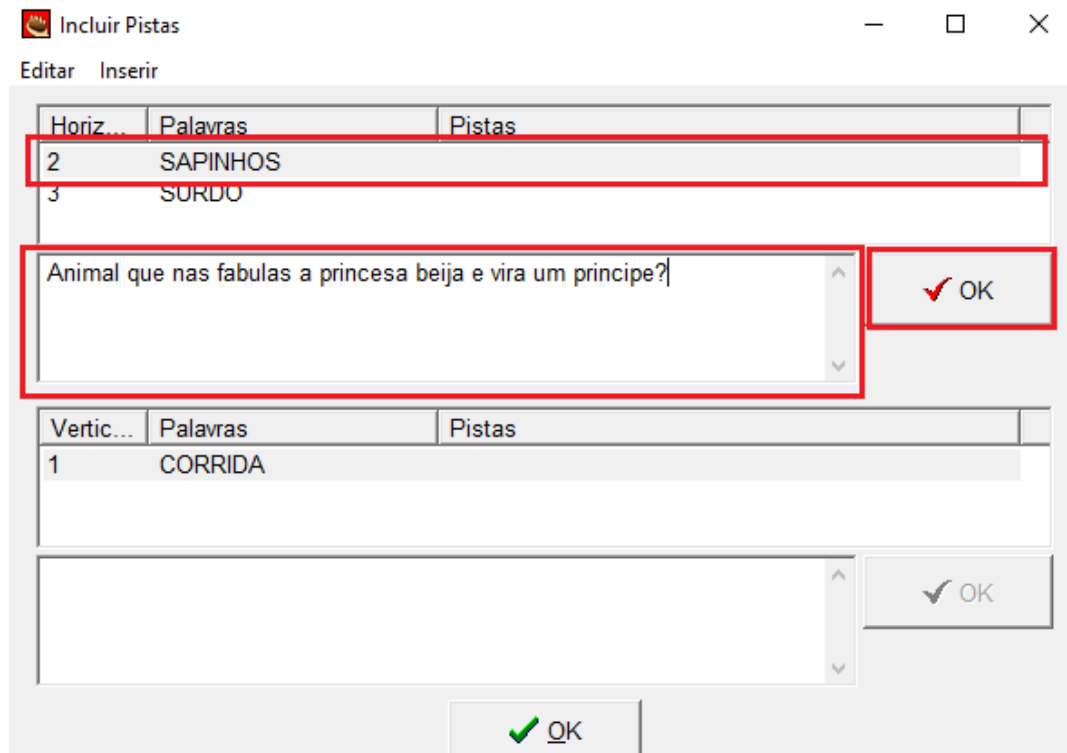 Incluir Pistas
Editar Inserir
Horiz... Palavras Pistas
2 SAPINHOS
3 SURDO
Animal que nas fabulas a princesa beija e vira um principe?
OK
Vertic... Palavras Pistas
1 CORRIDA
OK
OK